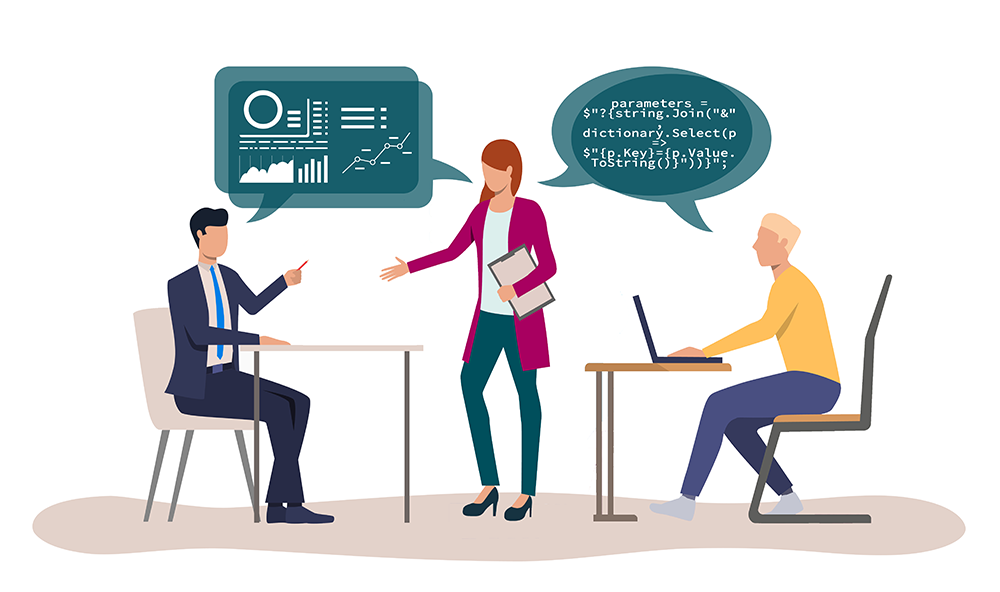 parameters =
$"?{string.Join("&"
,
dictionary.Select(p
=>
$"{p.Key}={p.Value.
ToString()}"))}";